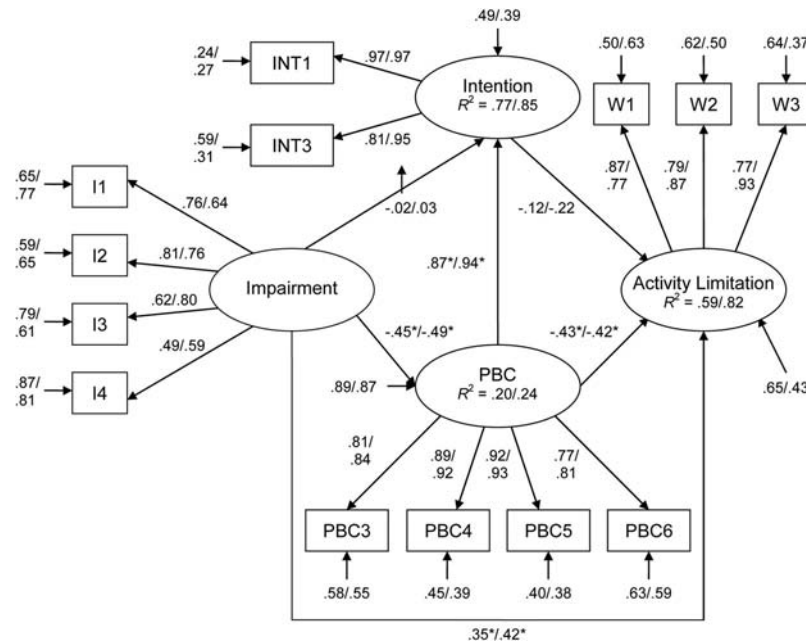 .49/.39
.24/
.27
INT1
.97/.97
Intention
R² = .77/.85
.50/.63
.62/.50
.64/.37
W1
W2
W3
.59/
.31
INT3
.81/.95
.65/
.77
I1
.76/.64
-.02/.03
-.12/-.22
.87/
.77
.79/
.87
.77/
.93
.59/
.65
I2
.81/.76
Impairment
.87*/.94*
Activity Limitation
R² = .59/.82
.79/
.61
I3
.62/.80
.87/
.81
I4
.49/.59
-.45*/-.49*
-.43*/-.42*
.89/.87
PBC
R² = .20/.24
.65/.43
.81/
.84
.89/
.92
.92/
.93
.77/
.81
PBC3
PBC4
PBC5
PBC6
.58/.55
.45/.39
.40/.38
.63/.59
.35*/.42*